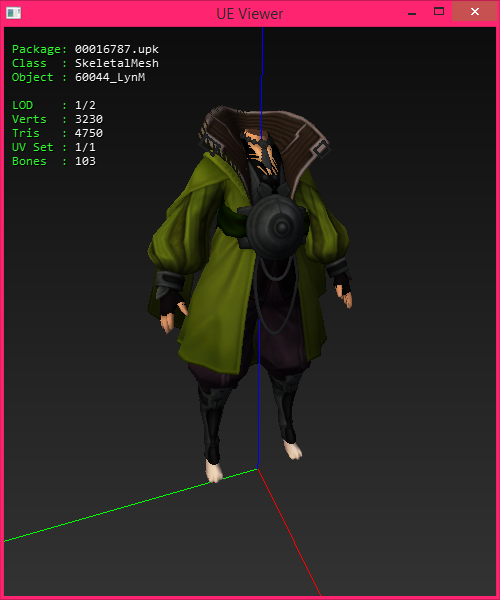 UE Viewer
Package: 00016787.upk
Class : SkeletalMesh
Object : 60044_LynM
LOD : 1/2
Verts : 3230
Tris : 4750
UV Set : 1/1
Bones : 103